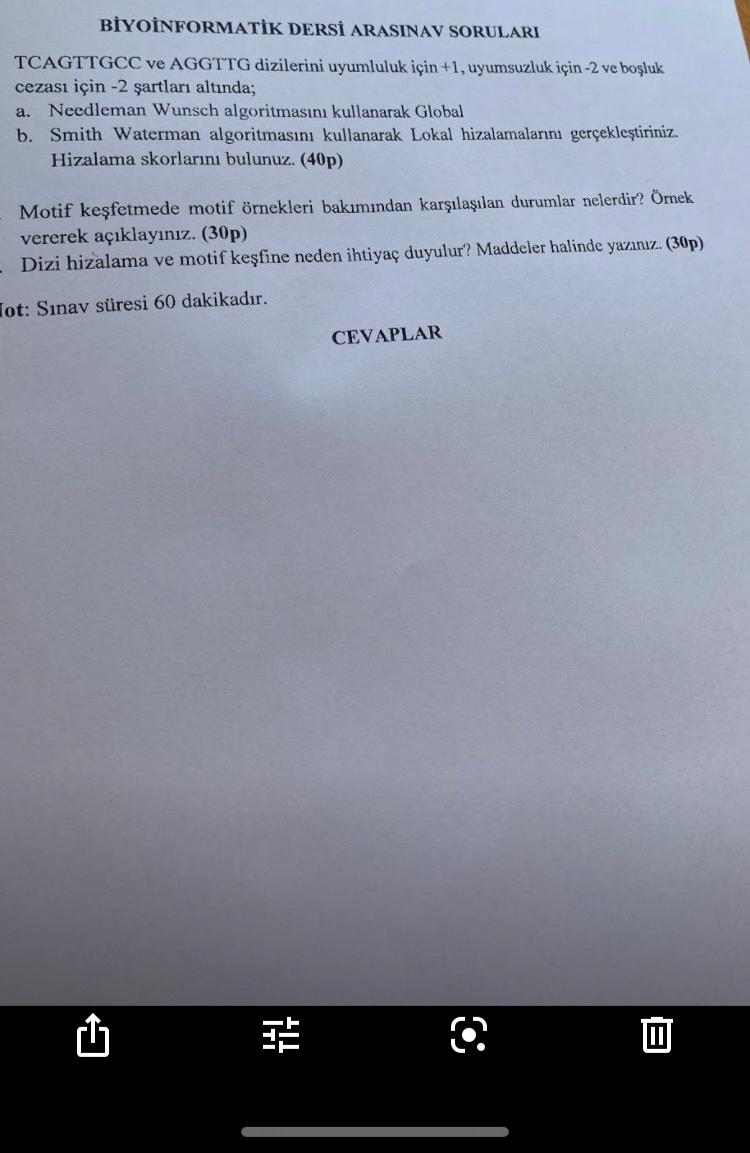 BİYOİNFORMATİK DERSİ ARASINAV SORULARI
TCAGTTGCC ve AGGTTG dizilerini uyumluluk için +1, uyumsuzluk için -2 ve boşluk
cezası için -2 şartları altında;
a. Needleman Wunsch algoritmasını kullanarak Global
b. Smith Waterman algoritmasını kullanarak Lokal hizalamalarını gerçekleştiriniz.
Hizalama skorlarını bulunuz. (40p)
Motif keşfetmede motif örnekleri bakımından karşılaşılan durumlar nelerdir? Örnek
vererek açıklayınız. (30p)
Dizi hizalama ve motif keşfine neden ihtiyaç duyulur? Maddeler halinde yazınız.. (30p)
ot: Sınav süresi 60 dakikadır.
CEVAPLAR